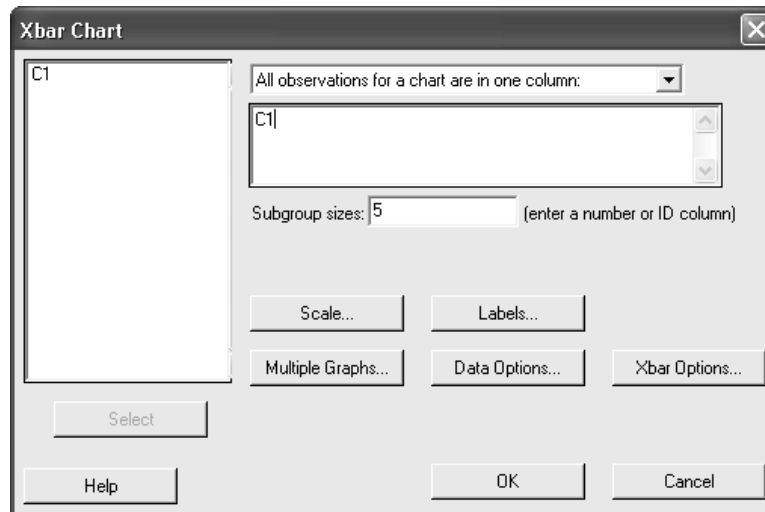 Xbar Chart
C1
All observations for a chart are in one column:
C1
Subgroup sizes: 5 (enter a number or ID column)
Scale... Labels...
Multiple Graphs... Data Options... Xbar Options...
Select
Help OK Cancel